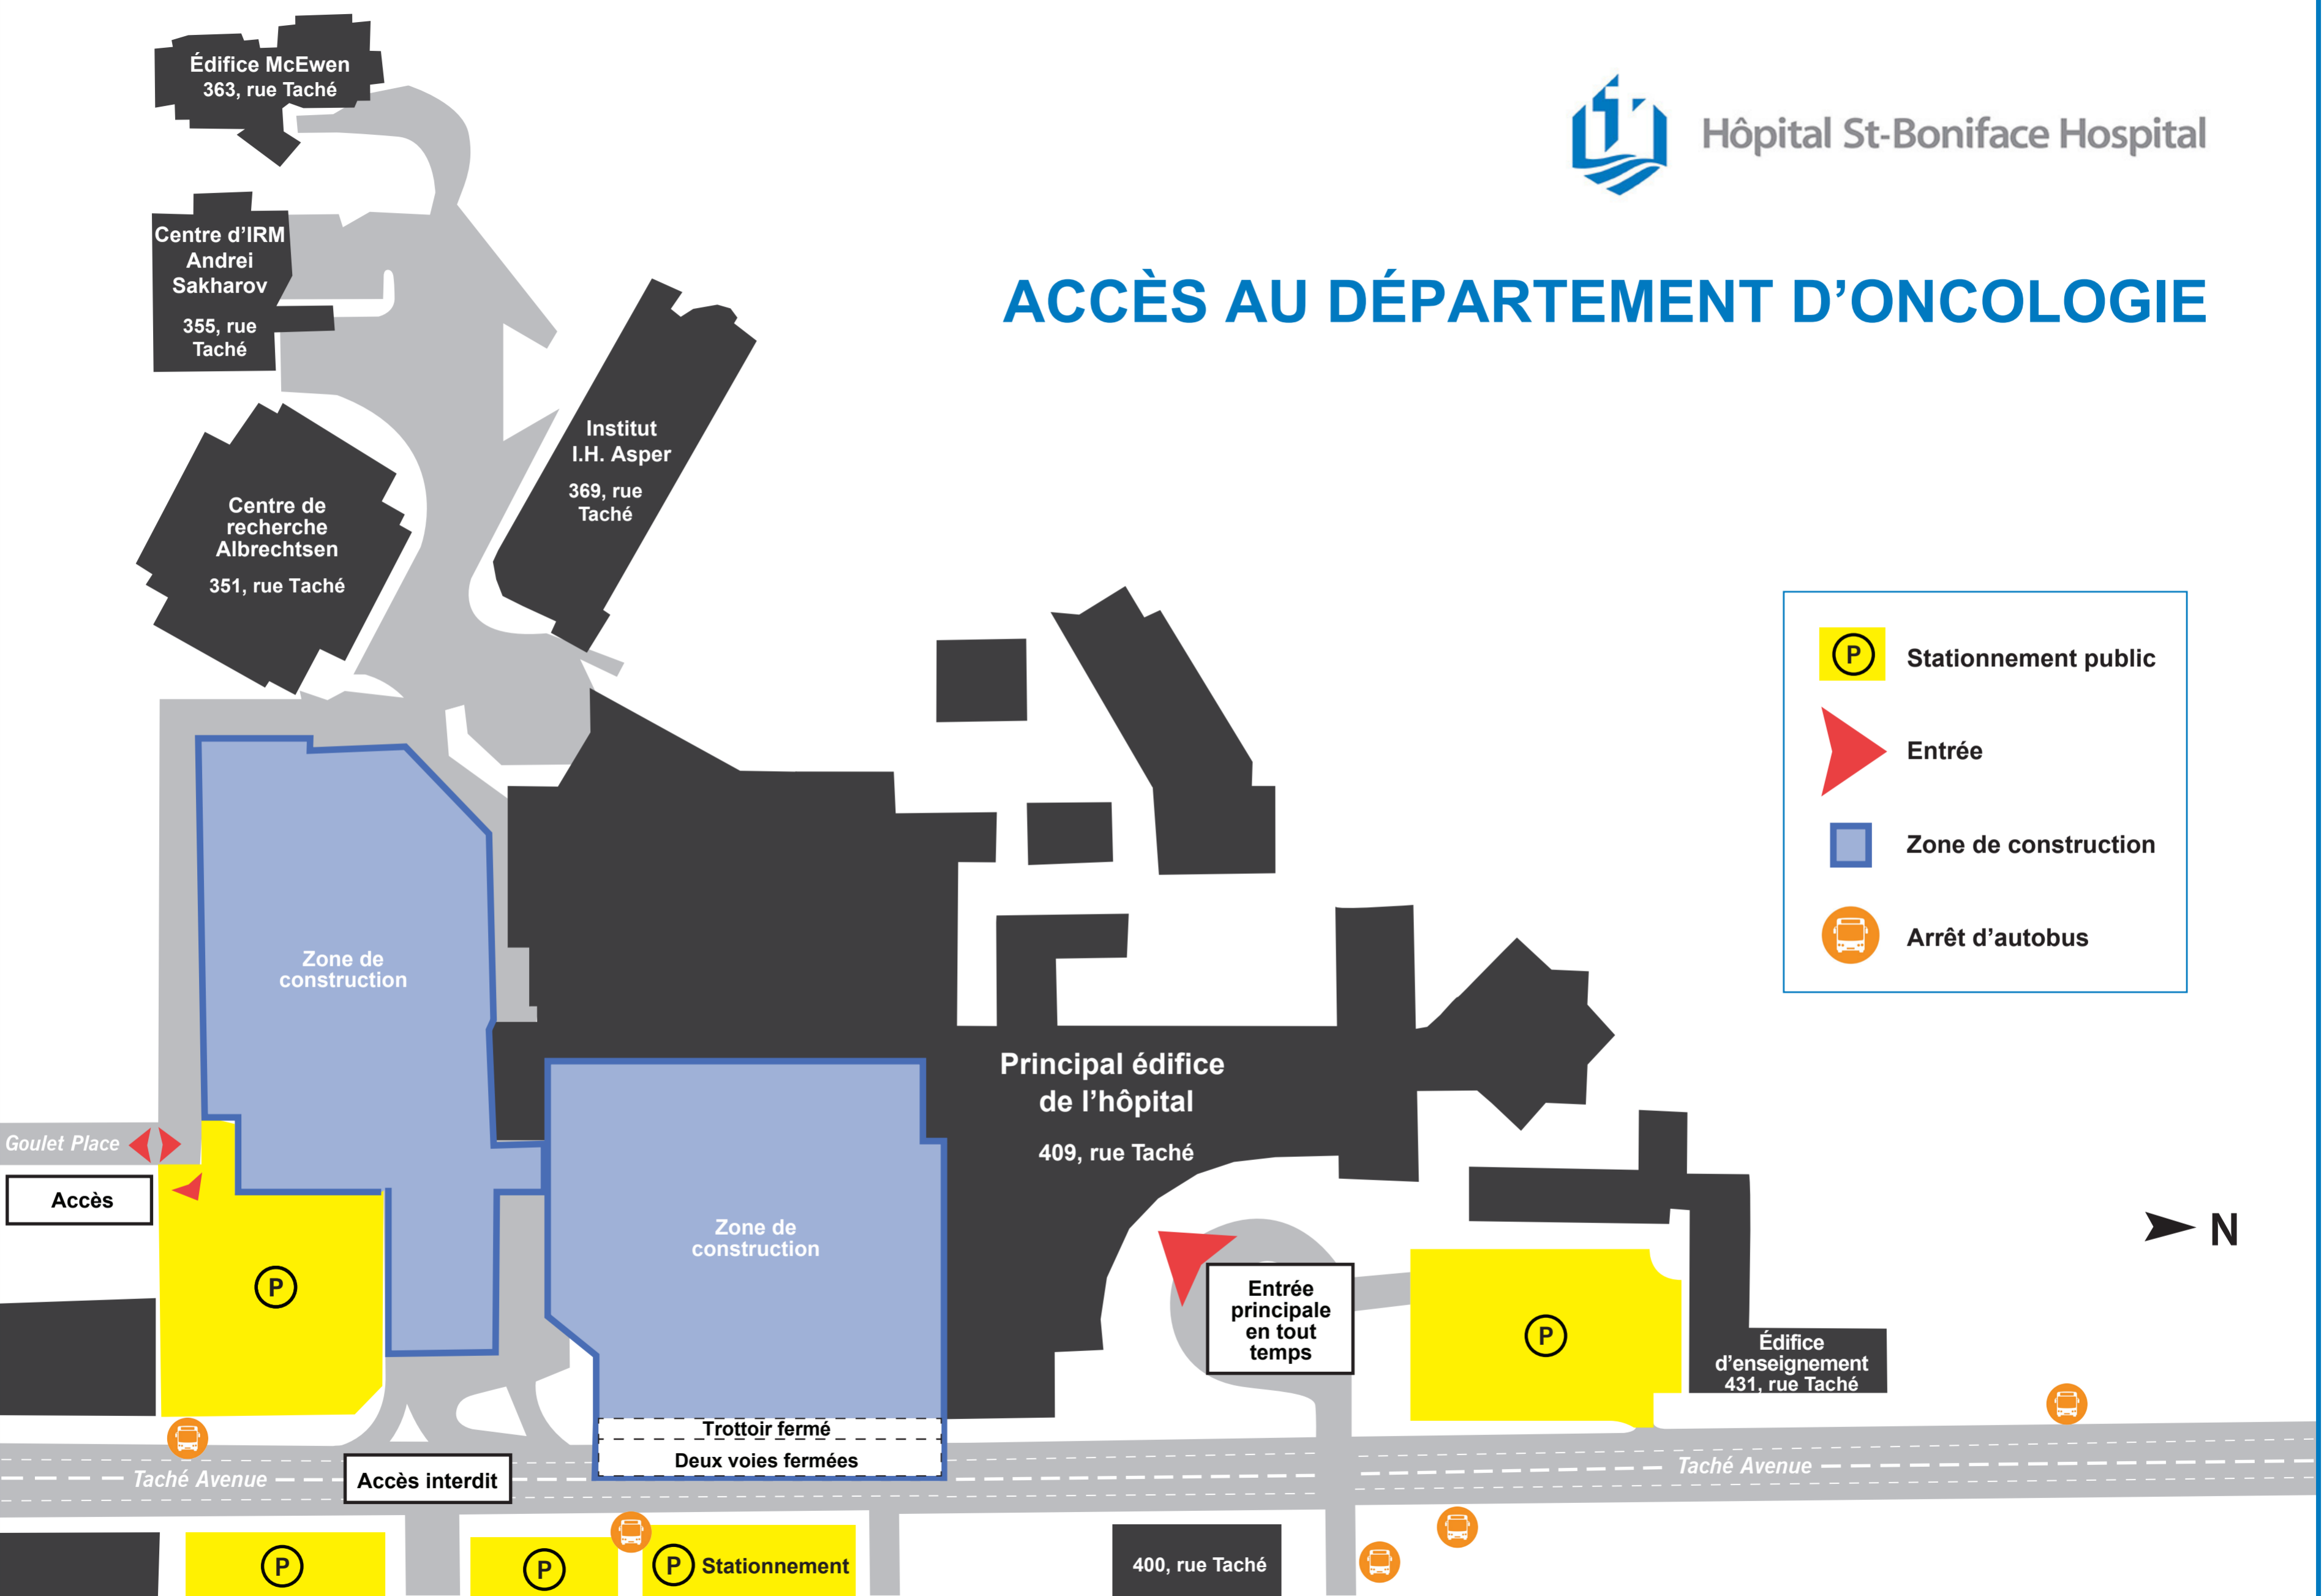 Édifice McEwen
363, rue Taché
Hôpital St-Boniface Hospital
Centre d'IRM
Andrei
Sakharov
355, rue
Taché
ACCÈS AU DÉPARTEMENT D'ONCOLOGIE
Institut
I.H. Asper
369, rue
Taché
Centre de
recherche
Albrechtsen
351, rue Taché
P Stationnement public
Entrée
Zone de construction
Arrêt d'autobus
Zone de
construction
Principal édifice
de l'hôpital
409, rue Taché
Goulet Place
Accès
Zone de
construction
N
P
Entrée
principale
en tout
temps
P
Édifice
d'enseignement
431, rue Taché
Trottoir fermé
Deux voies fermées
Taché Avenue
Accès interdit
Taché Avenue
P
P
P Stationnement
400, rue Taché